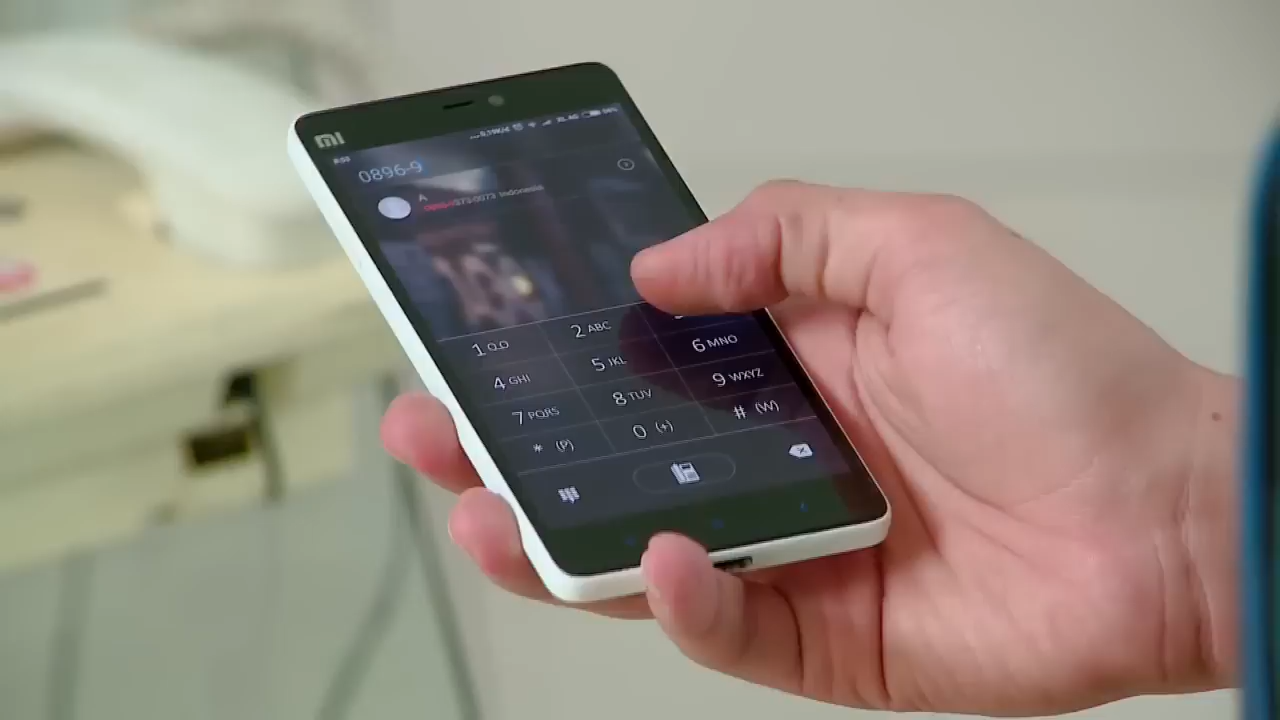 mi
0896-9
A
Indonesia
1 QO
2 ABC
4 GHI
5 JKL
6 MNO
7 PQRS
8 TUV
9 WXYZ
* (P)
0 (+)
# (W)